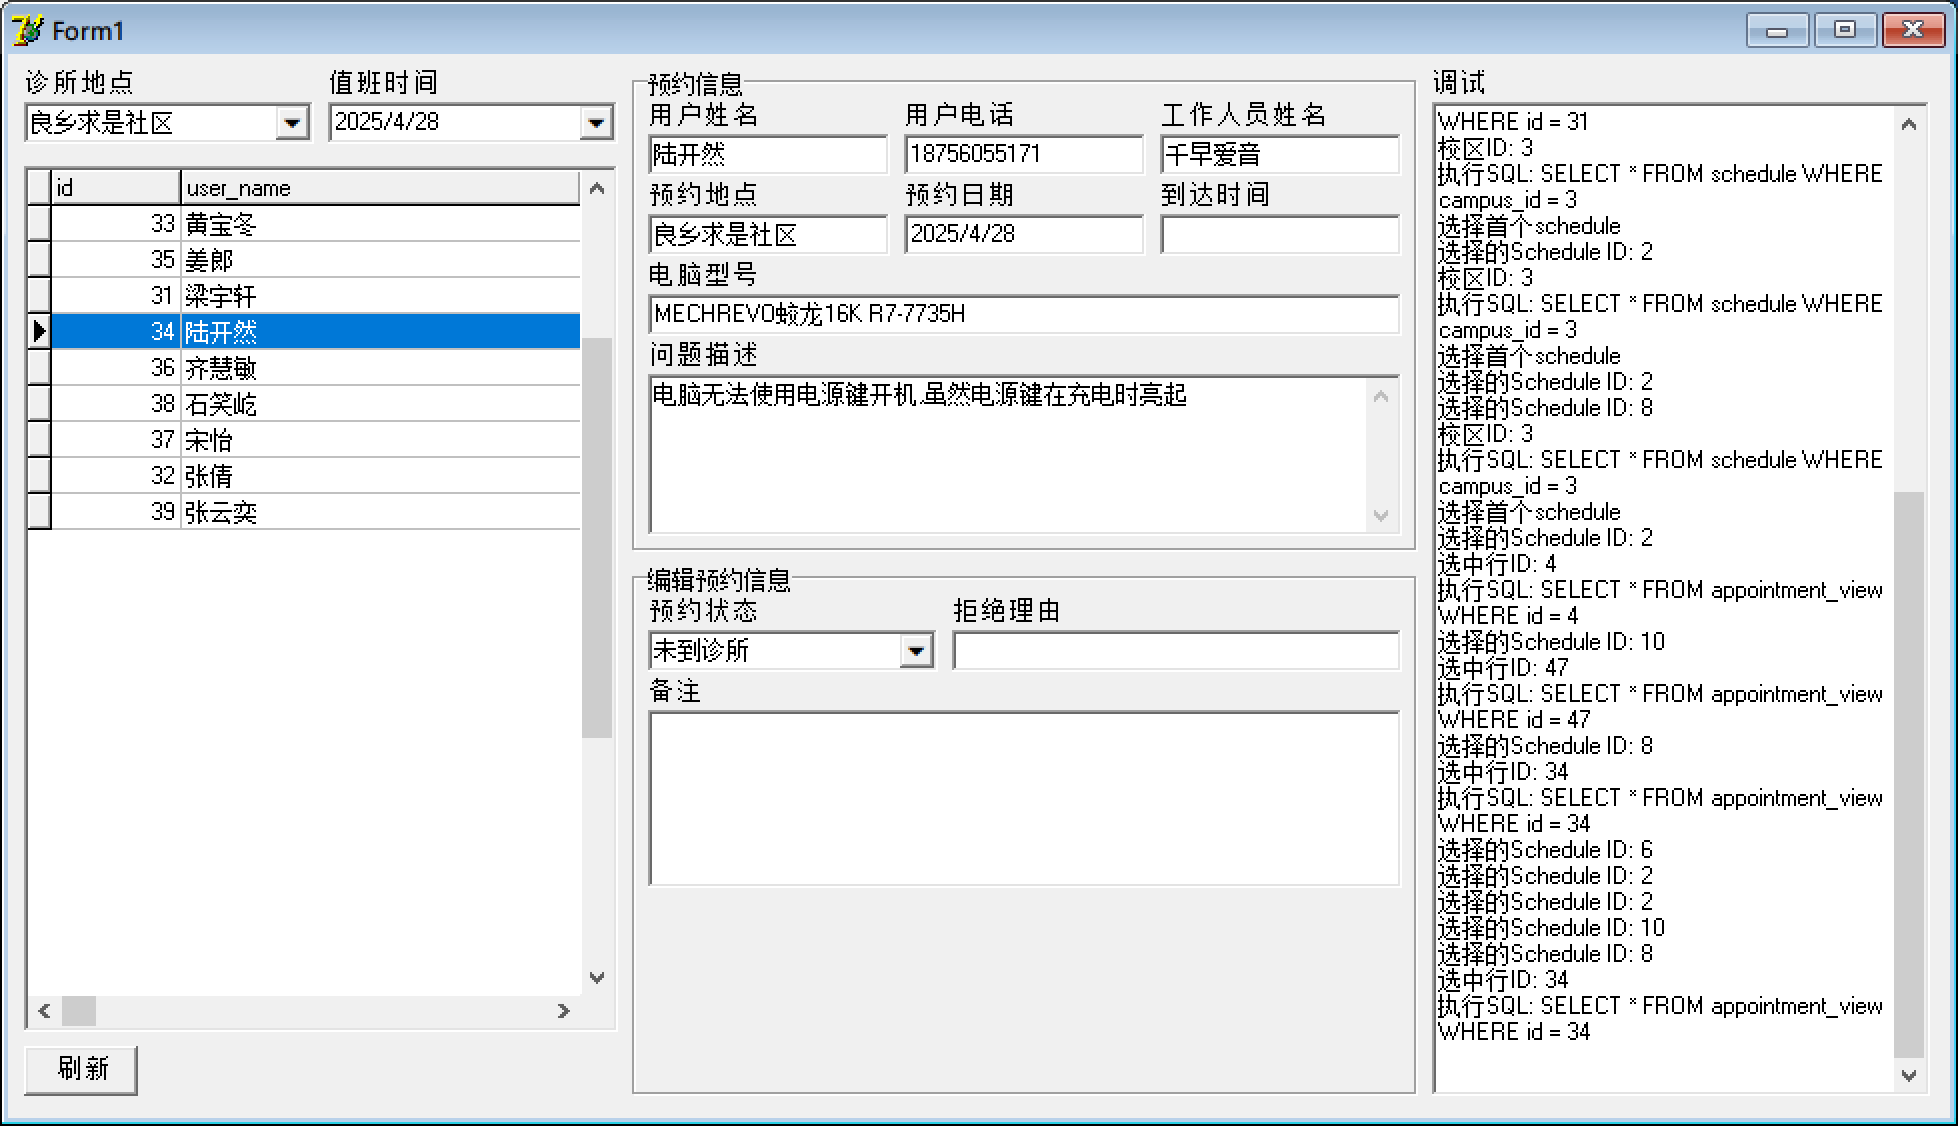 Form1
诊所地点
值班时间
良乡求是社区
2025/4/28
id
user_name
33 黄宝冬
35 姜郎
31 梁宇轩
34 陆开然
36 齐慧敏
38 石笑屹
37 宋怡
32 张倩
39 张云奕
刷新
预约信息
用户姓名
用户电话
工作人员姓名
陆开然
18756055171
千早爱音
预约地点
预约日期
到达时间
良乡求是社区
2025/4/28
电脑型号
MECHREVO蛟龙16K R7-7735H
问题描述
电脑无法使用电源键开机,虽然电源键在充电时亮起
编辑预约信息
预约状态
拒绝理由
未到诊所
备注
调试
WHERE id = 31
校区ID: 3
执行SQL: SELECT * FROM schedule WHERE
campus_id = 3
选择首个schedule
选择的Schedule ID: 2
校区ID: 3
执行SQL: SELECT * FROM schedule WHERE
campus_id = 3
选择首个schedule
选择的Schedule ID: 2
选择的Schedule ID: 8
校区ID: 3
执行SQL: SELECT * FROM schedule WHERE
campus_id = 3
选择首个schedule
选择的Schedule ID: 2
选中行ID: 4
执行SQL: SELECT * FROM appointment_view
WHERE id = 4
选择的Schedule ID: 10
选中行ID: 47
执行SQL: SELECT * FROM appointment_view
WHERE id = 47
选择的Schedule ID: 8
选中行ID: 34
执行SQL: SELECT * FROM appointment_view
WHERE id = 34
选择的Schedule ID: 6
选择的Schedule ID: 2
选择的Schedule ID: 2
选择的Schedule ID: 10
选择的Schedule ID: 8
选中行ID: 34
执行SQL: SELECT * FROM appointment_view
WHERE id = 34